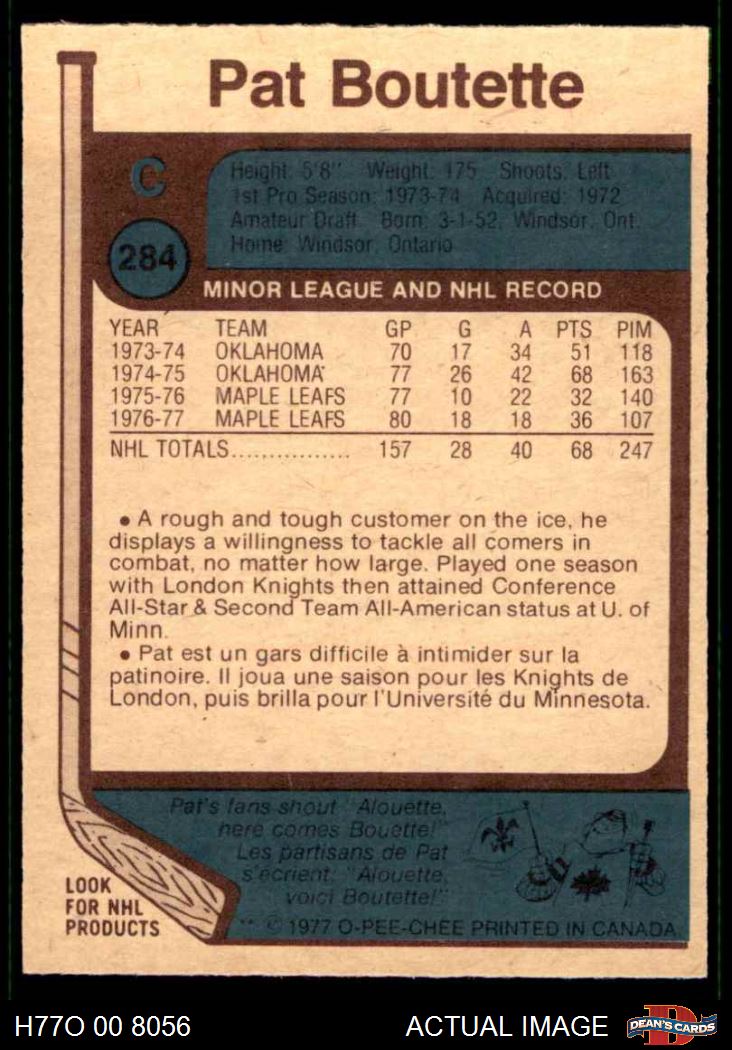 Pat Boutette
C
284
Height: 5'8" Weight: 175 Shoots: Left
1st Pro Season: 1973-74 Acquired: 1972
Amateur Draft Born: 3-1-52, Windsor, Ont.
Home: Windsor, Ontario
MINOR LEAGUE AND NHL RECORD
YEAR TEAM GP G A PTS PIM
1973-74 OKLAHOMA 70 17 34 51 118
1974-75 OKLAHOMA 77 26 42 68 163
1975-76 MAPLE LEAFS 77 10 22 32 140
1976-77 MAPLE LEAFS 80 18 18 36 107
NHL TOTALS................ 157 28 40 68 247
• A rough and tough customer on the ice, he
displays a willingness to tackle all comers in
combat, no matter how large. Played one season
with London Knights then attained Conference
All-Star & Second Team All-American status at U. of
Minn.
• Pat est un gars difficile à intimider sur la
patinoire. Il joua une saison pour les Knights de
London, puis brilla pour l'Université du Minnesota.
Pat's fans shout "Alouette,
here comes Bouette!"
Les partisans de Pat
s'écrient: "Alouette,
voici Boutette!"
LOOK
FOR NHL
PRODUCTS
** © 1977 O-PEE-CHEE PRINTED IN CANADA
H77O 00 8056
ACTUAL IMAGE
D
DEAN'S CARDS